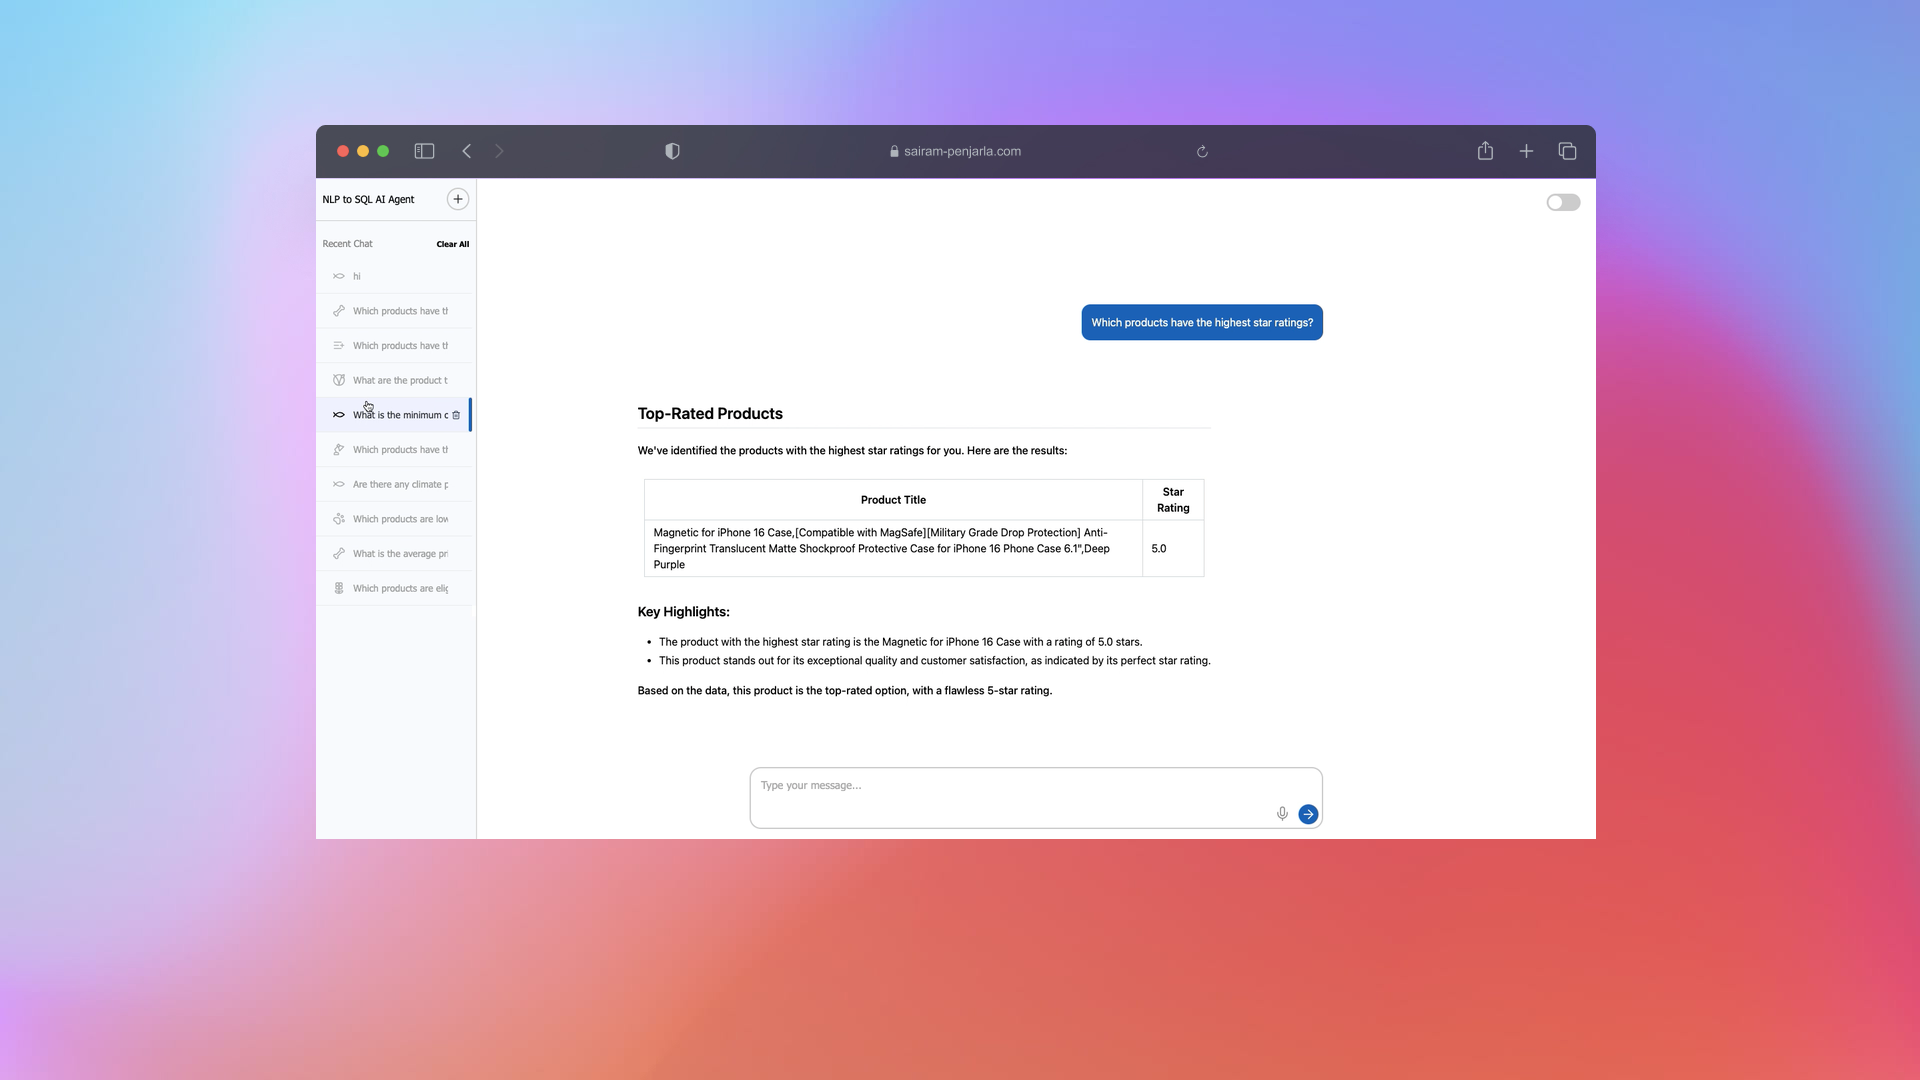 sairam-penjarla.com
NLP to SQL AI Agent
Recent Chat
Clear All
hi
Which products have th
Which products have th
What are the product t
What is the minimum c
Which products have th
Are there any climate p
Which products are low
What is the average pri
Which products are elig
Which products have the highest star ratings?
Top-Rated Products
We've identified the products with the highest star ratings for you. Here are the results:
Product Title
Star
Rating
Magnetic for iPhone 16 Case,[Compatible with MagSafe][Military Grade Drop Protection] Anti-
Fingerprint Translucent Matte Shockproof Protective Case for iPhone 16 Phone Case 6.1",Deep
Purple
5.0
Key Highlights:
• The product with the highest star rating is the Magnetic for iPhone 16 Case with a rating of 5.0 stars.
• This product stands out for its exceptional quality and customer satisfaction, as indicated by its perfect star rating.
Based on the data, this product is the top-rated option, with a flawless 5-star rating.
Type your message...